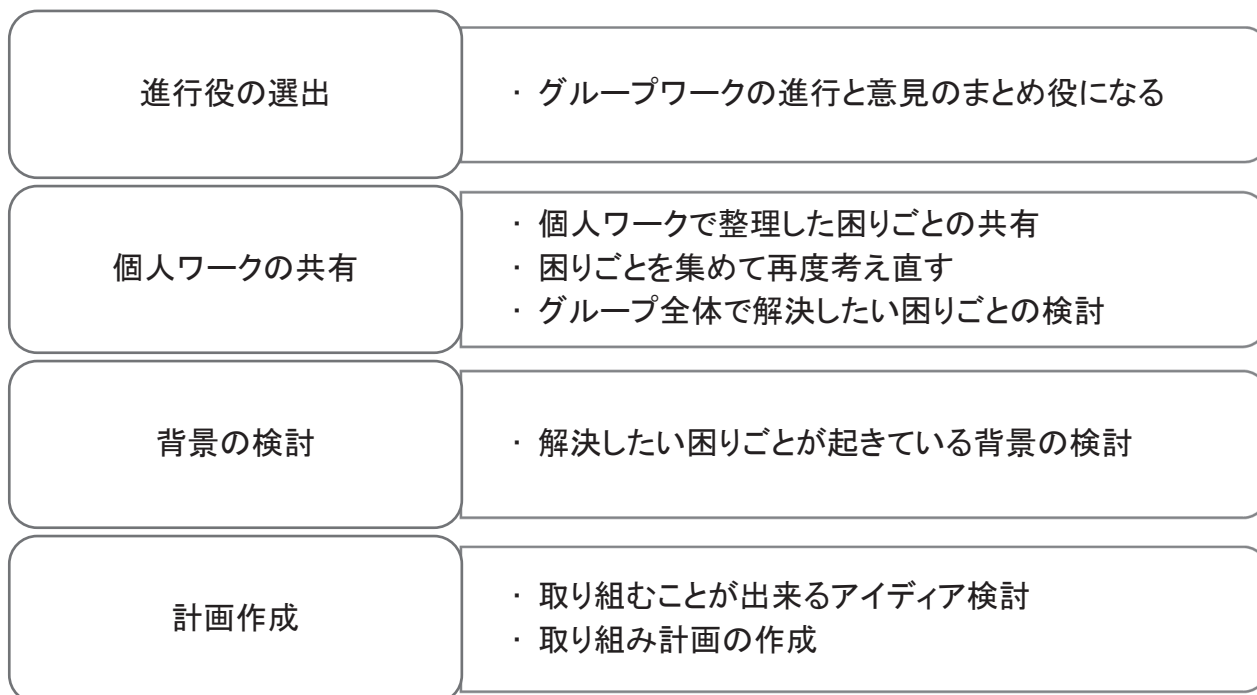 進行役の選出
・グループワークの進行と意見のまとめ役になる
個人ワークの共有
・個人ワークで整理した困りごとの共有
・困りごとを集めて再度考え直す
・グループ全体で解決したい困りごとの検討
背景の検討
・解決したい困りごとが起きている背景の検討
計画作成
・取り組むことが出来るアイディア検討
・取り組み計画の作成